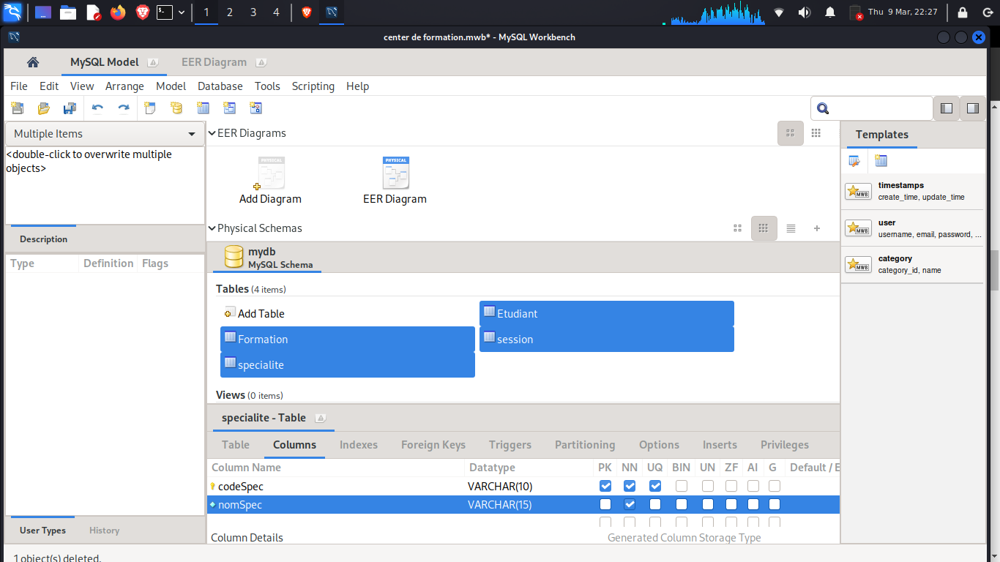 1 2 3 4 Thu 9 Mar, 22:27
center de formation.mwb* - MySQL Workbench
MySQL Model EER Diagram
File Edit View Arrange Model Database Tools Scripting Help
Multiple Items
<double-click to overwrite multiple
objects>
Description
Type Definition Flags
User Types History
EER Diagrams
PHYSICAL PHYSICAL
Add Diagram EER Diagram
Physical Schemas
mydb
MySQL Schema
Tables (4 items)
Add Table Etudiant
Formation session
specialite
Views (0 items)
specialite - Table
Table Columns Indexes Foreign Keys Triggers Partitioning Options Inserts Privileges
Column Name Datatype PK NN UQ BIN UN ZF AI G Default / E
codeSpec VARCHAR(10)
nomSpec VARCHAR(15)
Column Details Generated Column Storage Type
Templates
MWB timestamps
create_time, update_time
MWB user
username, email, password, ...
MWB category
category_id, name
1 object(s) deleted.